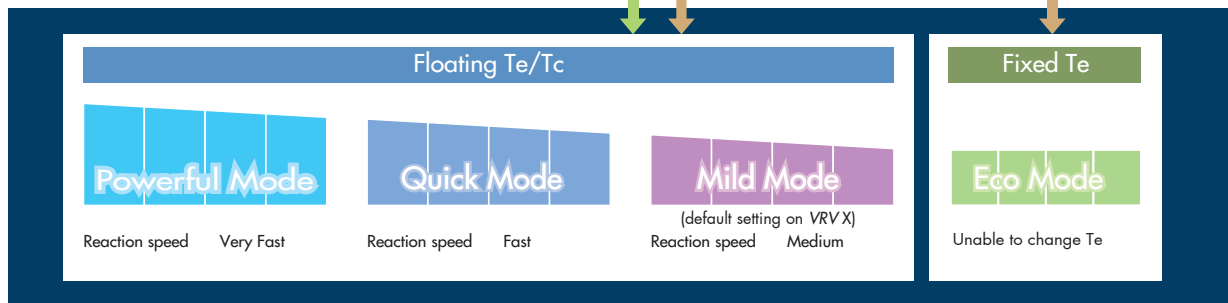 Floating Te/Tc
Fixed Te
Powerful Mode
Quick Mode
Mild Mode
Eco Mode
(default setting on VRV X)
Reaction speed Very Fast
Reaction speed Fast
Reaction speed Medium
Unable to change Te